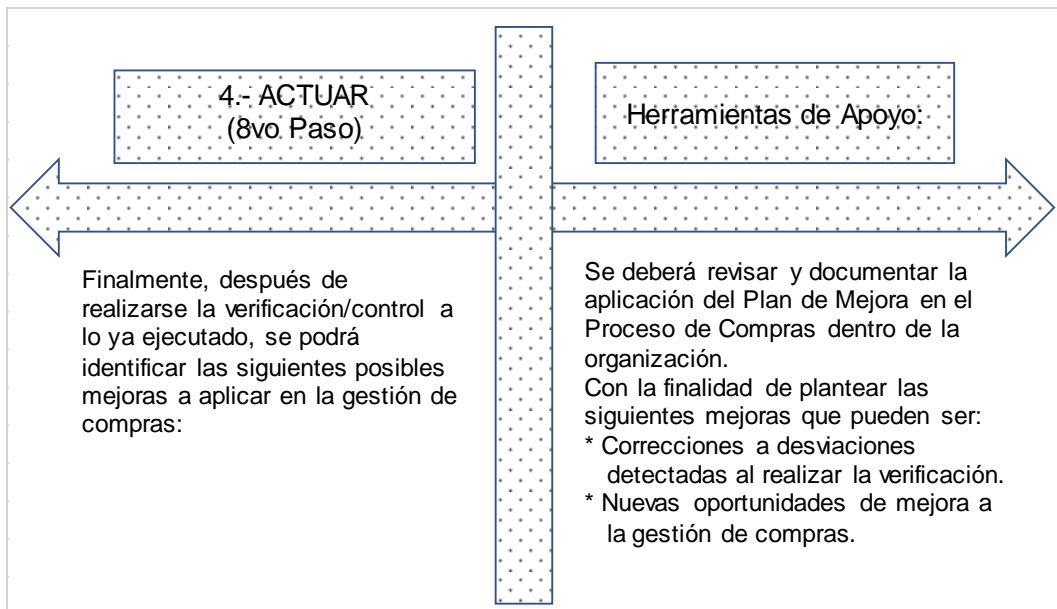 4.- ACTUAR
(8vo Paso)
Finalmente, después de
realizarse la verificación/control a
lo ya ejecutado, se podrá
identificar las siguientes posibles
mejoras a aplicar en la gestión de
compras:
Herramientas de Apoyo:
Se deberá revisar y documentar la
aplicación del Plan de Mejora en el
Proceso de Compras dentro de la
organización.
Con la finalidad de plantear las
siguientes mejoras que pueden ser:
* Correcciones a desviaciones
detectadas al realizar la verificación.
* Nuevas oportunidades de mejora a
la gestión de compras.